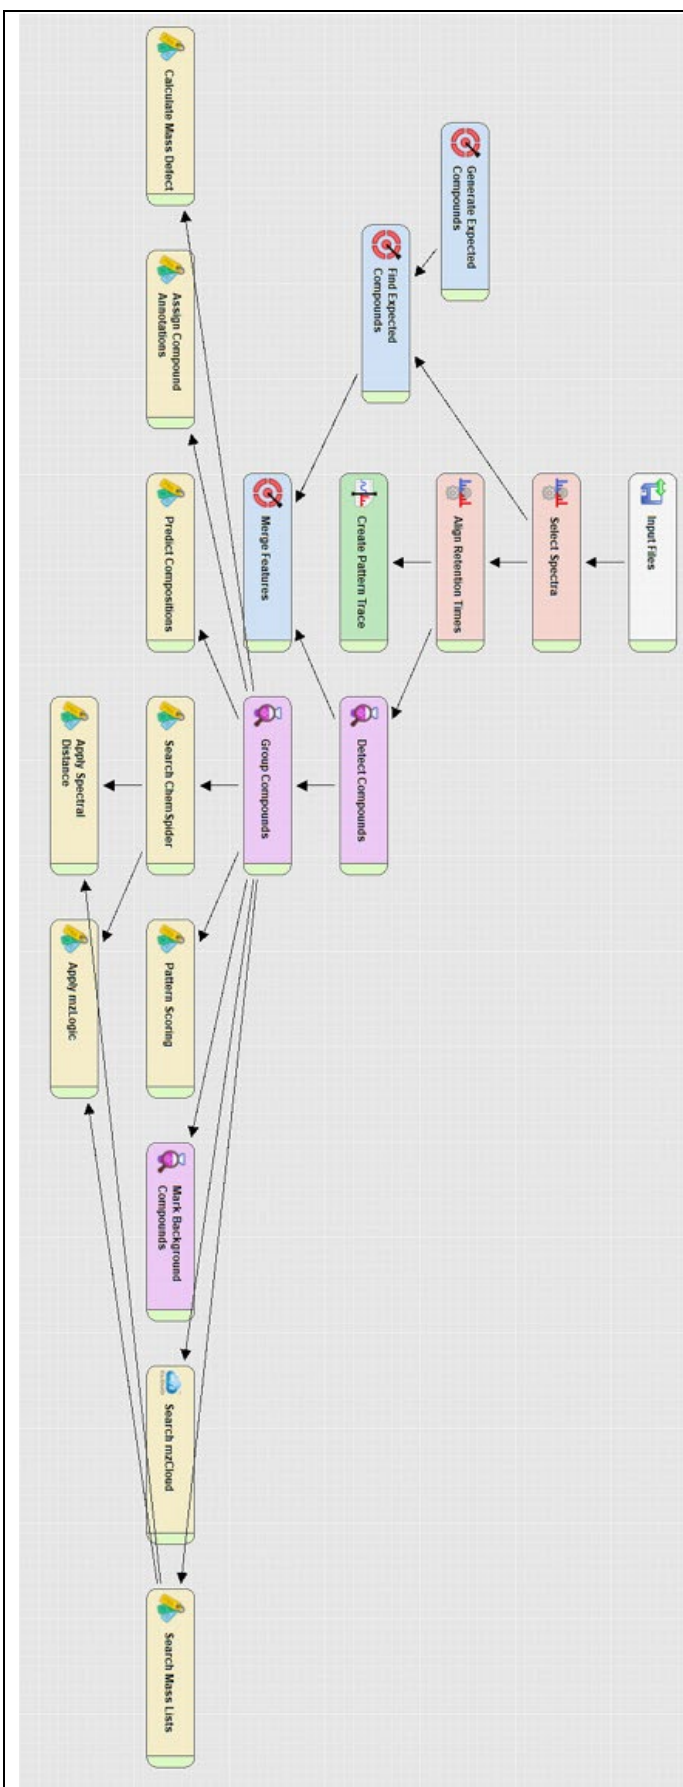 Input Files
Select Spectra
Generate Expected
Compounds
Align Retention Times
Find Expected
Compounds
Create Pattern Trace
Detect Compounds
Merge Features
Group Compounds
Calculate Mass Defect
Assign Compound
Annotations
Predict Compositions
Search ChemSpider
Pattern Scoring
Mark Background
Compounds
Search mzCloud
Search Mass Lists
Apply Spectral
Distance
Apply mzLogic